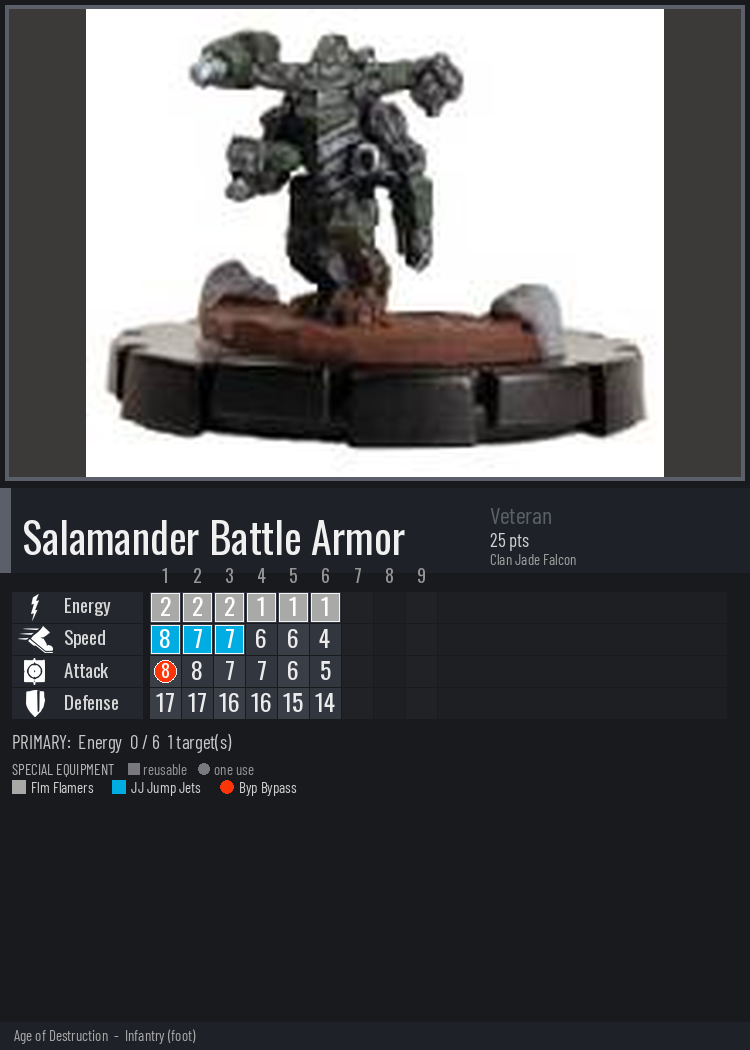 Salamander Battle Armor
Veteran
25 pts
Clan Jade Falcon
1 2 3 4 5 6 7 8 9
Energy 2 2 2 1 1 1
Speed 8 7 7 6 6 4
Attack 8 8 7 7 6 5
Defense 17 17 16 16 15 14
PRIMARY: Energy 0 / 6 1 target(s)
SPECIAL EQUIPMENT reusable one use
Flm Flamers JJ Jump Jets Byp Bypass
Age of Destruction - Infantry (foot)